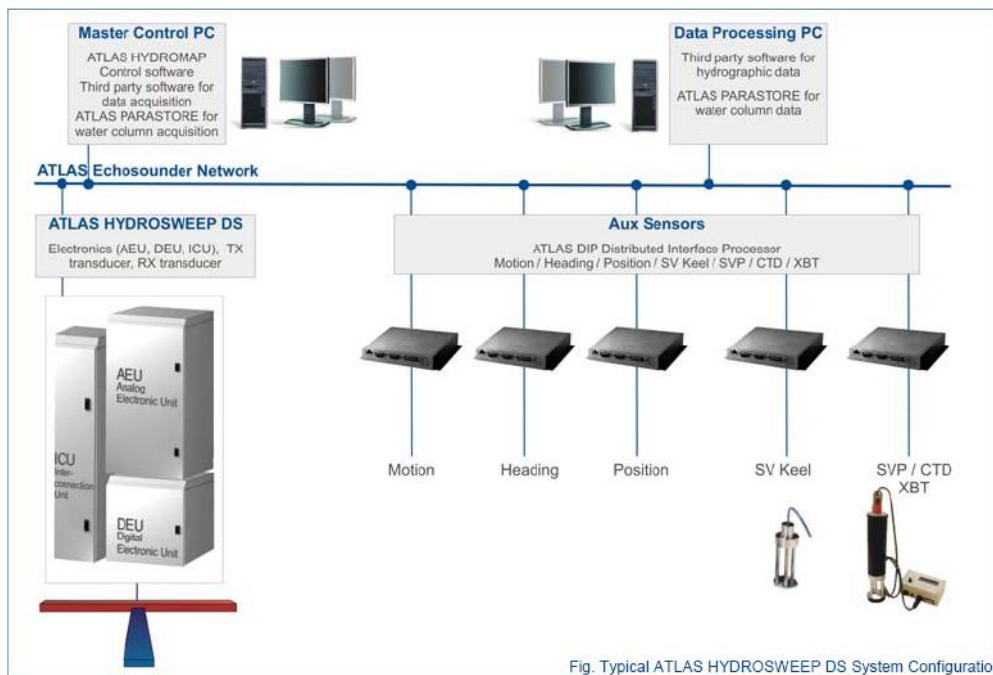 Master Control PC
ATLAS HYDROMAP
Control software
Third party software for
data acquisition
ATLAS PARASTORE for
water column acquisition
Data Processing PC
Third party software for
hydrographic data
ATLAS PARASTORE for
water column data
ATLAS Echosounder Network
ATLAS HYDROSWEEP DS
Electronics (AEU, DEU, ICU), TX
transducer, RX transducer
Aux Sensors
ATLAS DIP Distributed Interface Processor
Motion / Heading / Position / SV Keel / SVP / CTD / XBT
AEU
Analog
Electronic Unit
ICU
Inter-
connection
Unit
DEU
Digital
Electronic Unit
Motion
Heading
Position
SV Keel
SVP / CTD
XBT
Fig. Typical ATLAS HYDROSWEEP DS System Configuratio